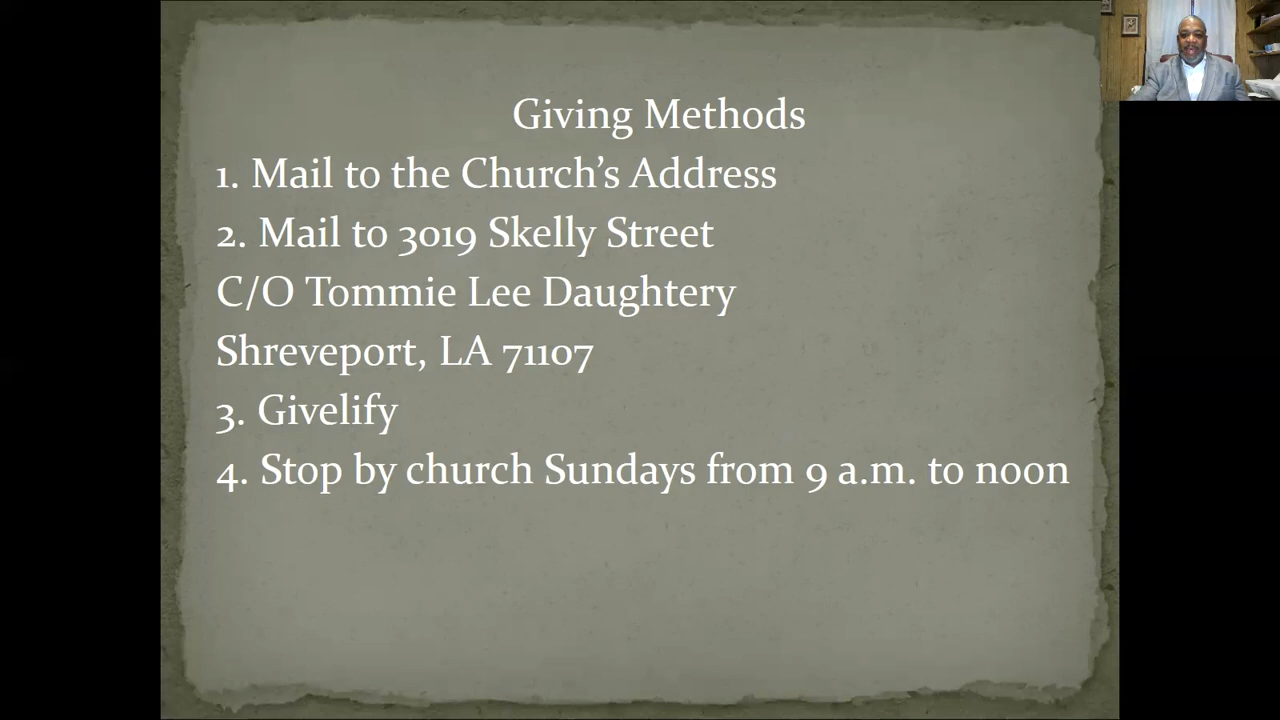 Giving Methods
1. Mail to the Church’s Address
2. Mail to 3019 Skelly Street
C/O Tommie Lee Daughtery
Shreveport, LA 71107
3. Givelify
4. Stop by church Sundays from 9 a.m. to noon